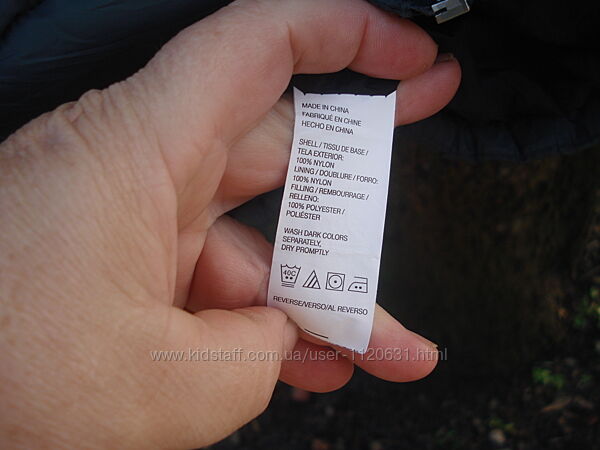 MADE IN CHINA
FABRIQUÉ EN CHINE
HECHO EN CHINA
SHELL / TISSU DE BASE /
TELA EXTERIOR:
100% NYLON
LINING / DOUBLURE / FORRO:
100% NYLON
FILLING / REMBOURRAGE /
RELLENO:
100% POLYESTER /
POLIÉSTER
WASH DARK COLORS
SEPARATELY,
DRY PROMPTLY
40C
REVERSE/VERSO/AL REVERSO
www.kidstaff.com.ua/user-1120631.html